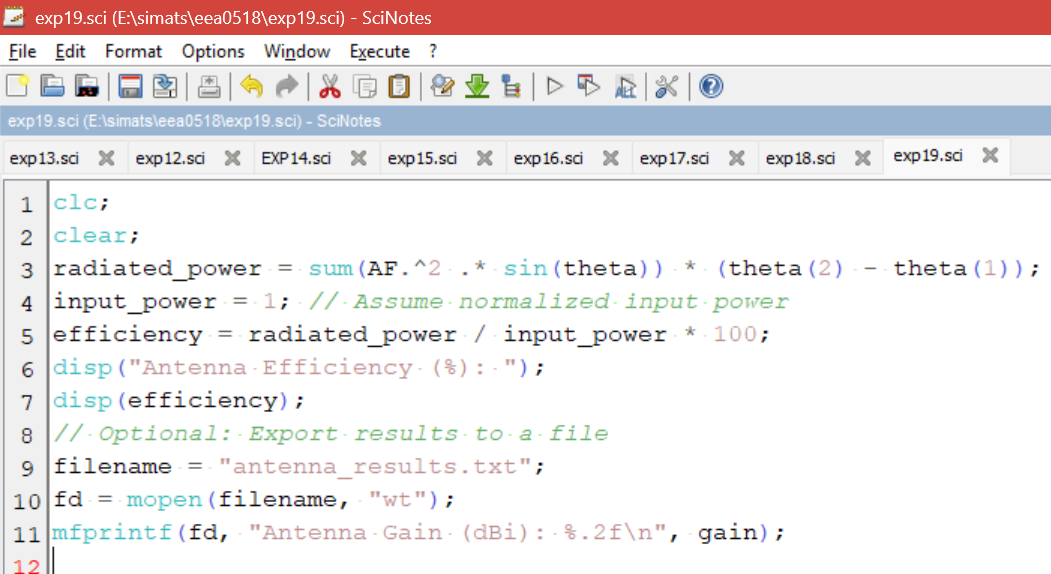 exp19.sci (E:\simats\eea0518\exp19.sci) - SciNotes
File Edit Format Options Window Execute ?
exp19.sci (E:\simats\eea0518\exp19.sci) - SciNotes
exp13.sci exp12.sci EXP14.sci exp15.sci exp16.sci exp17.sci exp18.sci exp19.sci
1 clc;
2 clear;
3 radiated_power = sum(AF.^2 .* sin(theta)) * (theta(2) - theta(1));
4 input_power = 1; // Assume normalized input power
5 efficiency = radiated_power / input_power * 100;
6 disp("Antenna Efficiency (%): ");
7 disp(efficiency);
8 // Optional: Export results to a file
9 filename = "antenna_results.txt";
10 fd = mopen(filename, "wt");
11 mfprintf(fd, "Antenna Gain (dBi): %.2f\n", gain);
12